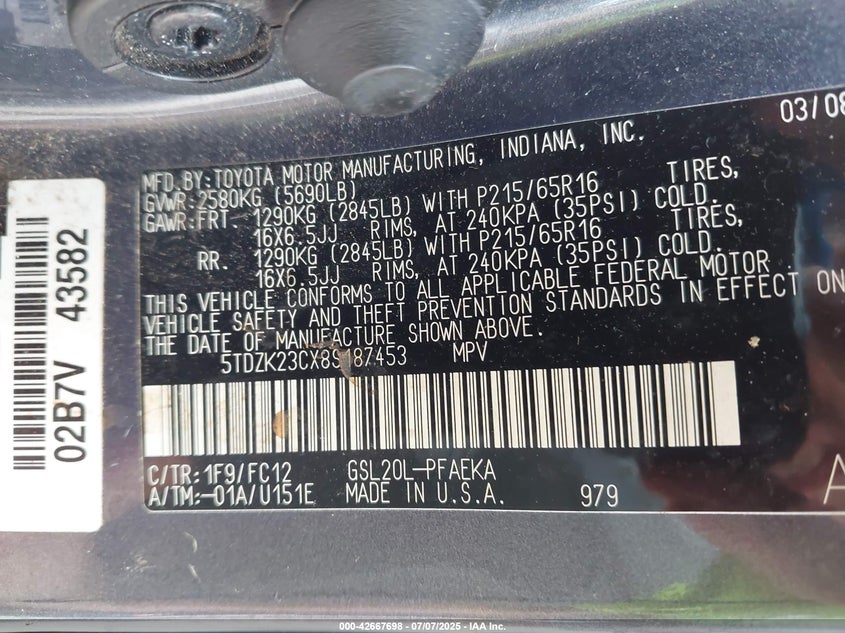 03/08
MFD.BY:TOYOTA MOTOR MANUFACTURING, INDIANA, INC.
GVWR:2580KG (5690LB)
GAWR:FRT. 1290KG (2845LB) WITH P215/65R16 TIRES,
16X6.5JJ RIMS, AT 240KPA (35PSI) COLD.
RR. 1290KG (2845LB) WITH P215/65R16 TIRES,
16X6.5JJ RIMS, AT 240KPA (35PSI) COLD.
THIS VEHICLE CONFORMS TO ALL APPLICABLE FEDERAL MOTOR
VEHICLE SAFETY AND THEFT PREVENTION STANDARDS IN EFFECT ON
THE DATE OF MANUFACTURE SHOWN ABOVE.
5TDZK23CX8S187453 MPV
C/TR:1F9/FC12 GSL20L-PFAEKA
A/TM:-01A/U151E MADE IN U.S.A. 979
A
02B7V 43582
000-42667698 - 07/07/2025 - IAA Inc.